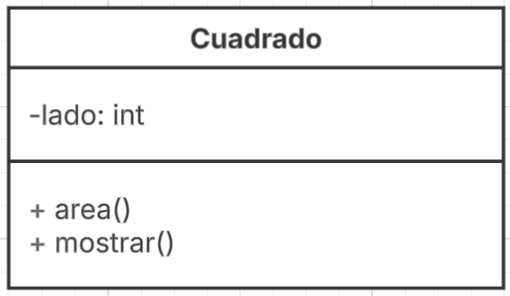 Cuadrado
-lado: int
+ area()
+ mostrar()